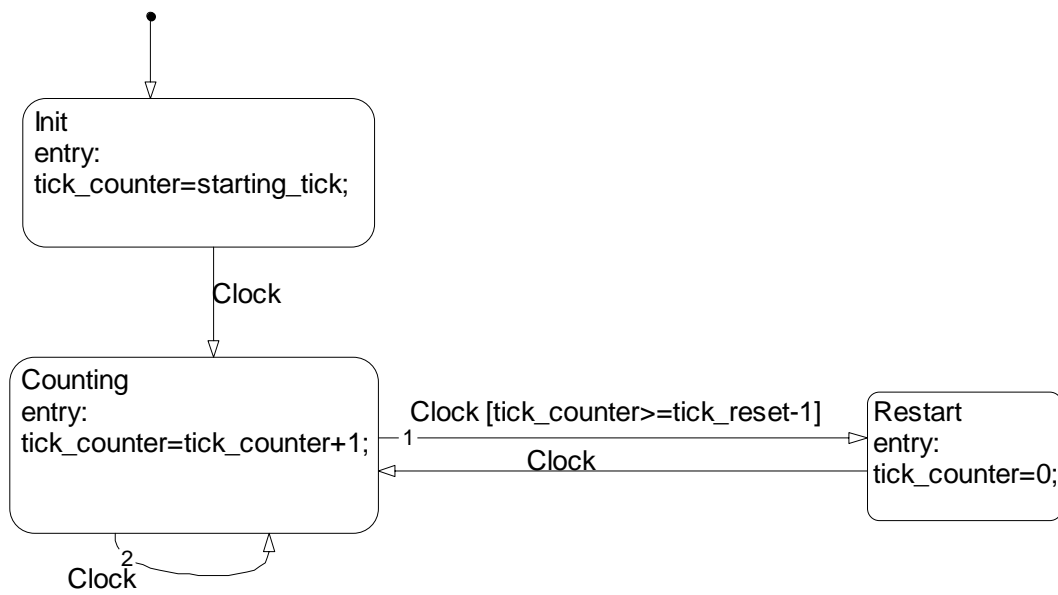 Init
entry:
tick_counter=starting_tick;
Clock
Counting
entry:
tick_counter=tick_counter+1;
1
Clock [tick_counter>=tick_reset-1]
Clock
Restart
entry:
tick_counter=0;
2
Clock